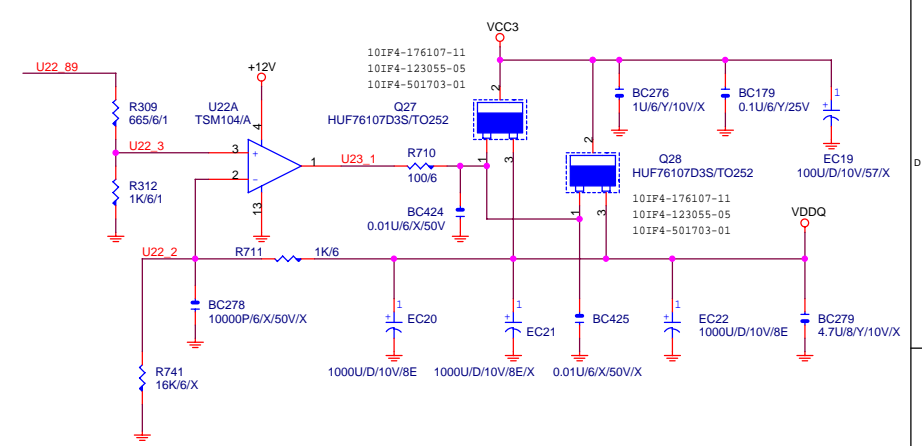 VCC3
10IF4-176107-11
10IF4-123055-05
10IF4-501703-01
U22_89
+12V
2
2
1
R309
665/6/1
U22A
TSM104/A
Q27
HUF76107D3S/TO252
BC276
1U/6/Y/10V/X
BC179
0.1U/6/Y/25V
+
EC19
100U/D/10V/57/X
D
4
U22_3
3
+
1
U23_1
R710
100/6
1
3
Q28
HUF76107D3S/TO252
10IF4-176107-11
10IF4-123055-05
10IF4-501703-01
2
-
13
R312
1K/6/1
BC424
0.01U/6/X/50V
1
3
VDDQ
U22_2
R711
1K/6
BC278
10000P/6/X/50V/X
1
+
EC20
1000U/D/10V/8E
1
+
EC21
1000U/D/10V/8E/X
BC425
0.01U/6/X/50V/X
1
+
EC22
1000U/D/10V/8E
BC279
4.7U/8/Y/10V/X
R741
16K/6/X